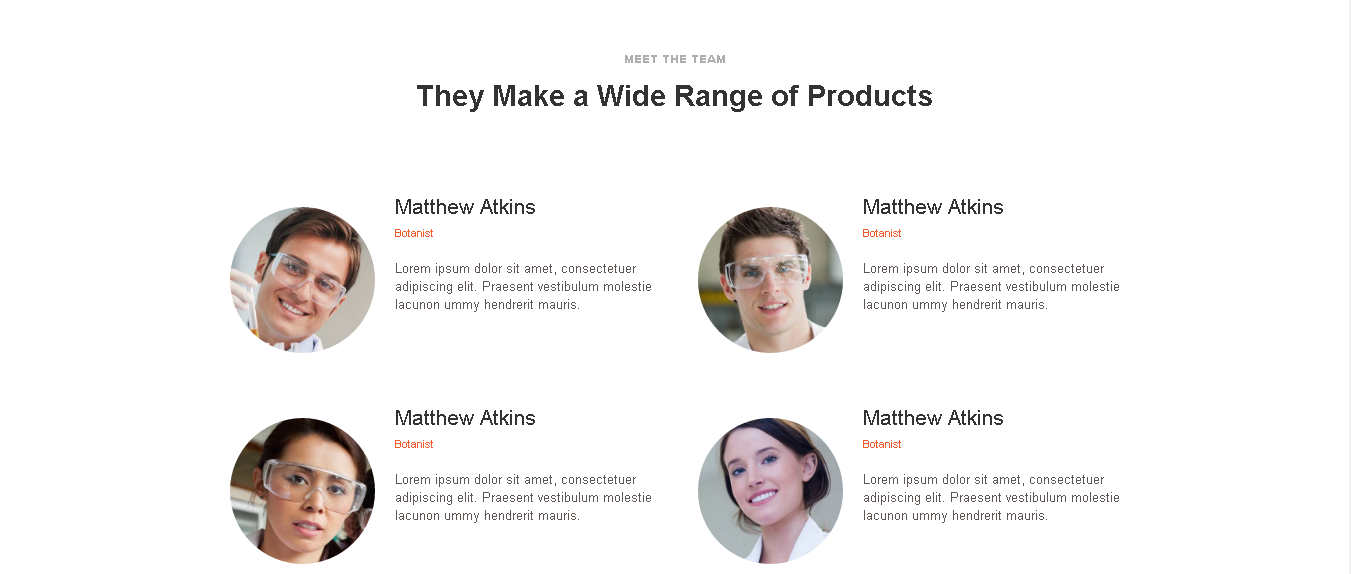 MEET THE TEAM
They Make a Wide Range of Products
Matthew Atkins
Botanist
Lorem ipsum dolor sit amet, consectetuer
adipiscing elit. Praesent vestibulum molestie
lacunon ummy hendrerit mauris.
Matthew Atkins
Botanist
Lorem ipsum dolor sit amet, consectetuer
adipiscing elit. Praesent vestibulum molestie
lacunon ummy hendrerit mauris.
Matthew Atkins
Botanist
Lorem ipsum dolor sit amet, consectetuer
adipiscing elit. Praesent vestibulum molestie
lacunon ummy hendrerit mauris.
Matthew Atkins
Botanist
Lorem ipsum dolor sit amet, consectetuer
adipiscing elit. Praesent vestibulum molestie
lacunon ummy hendrerit mauris.